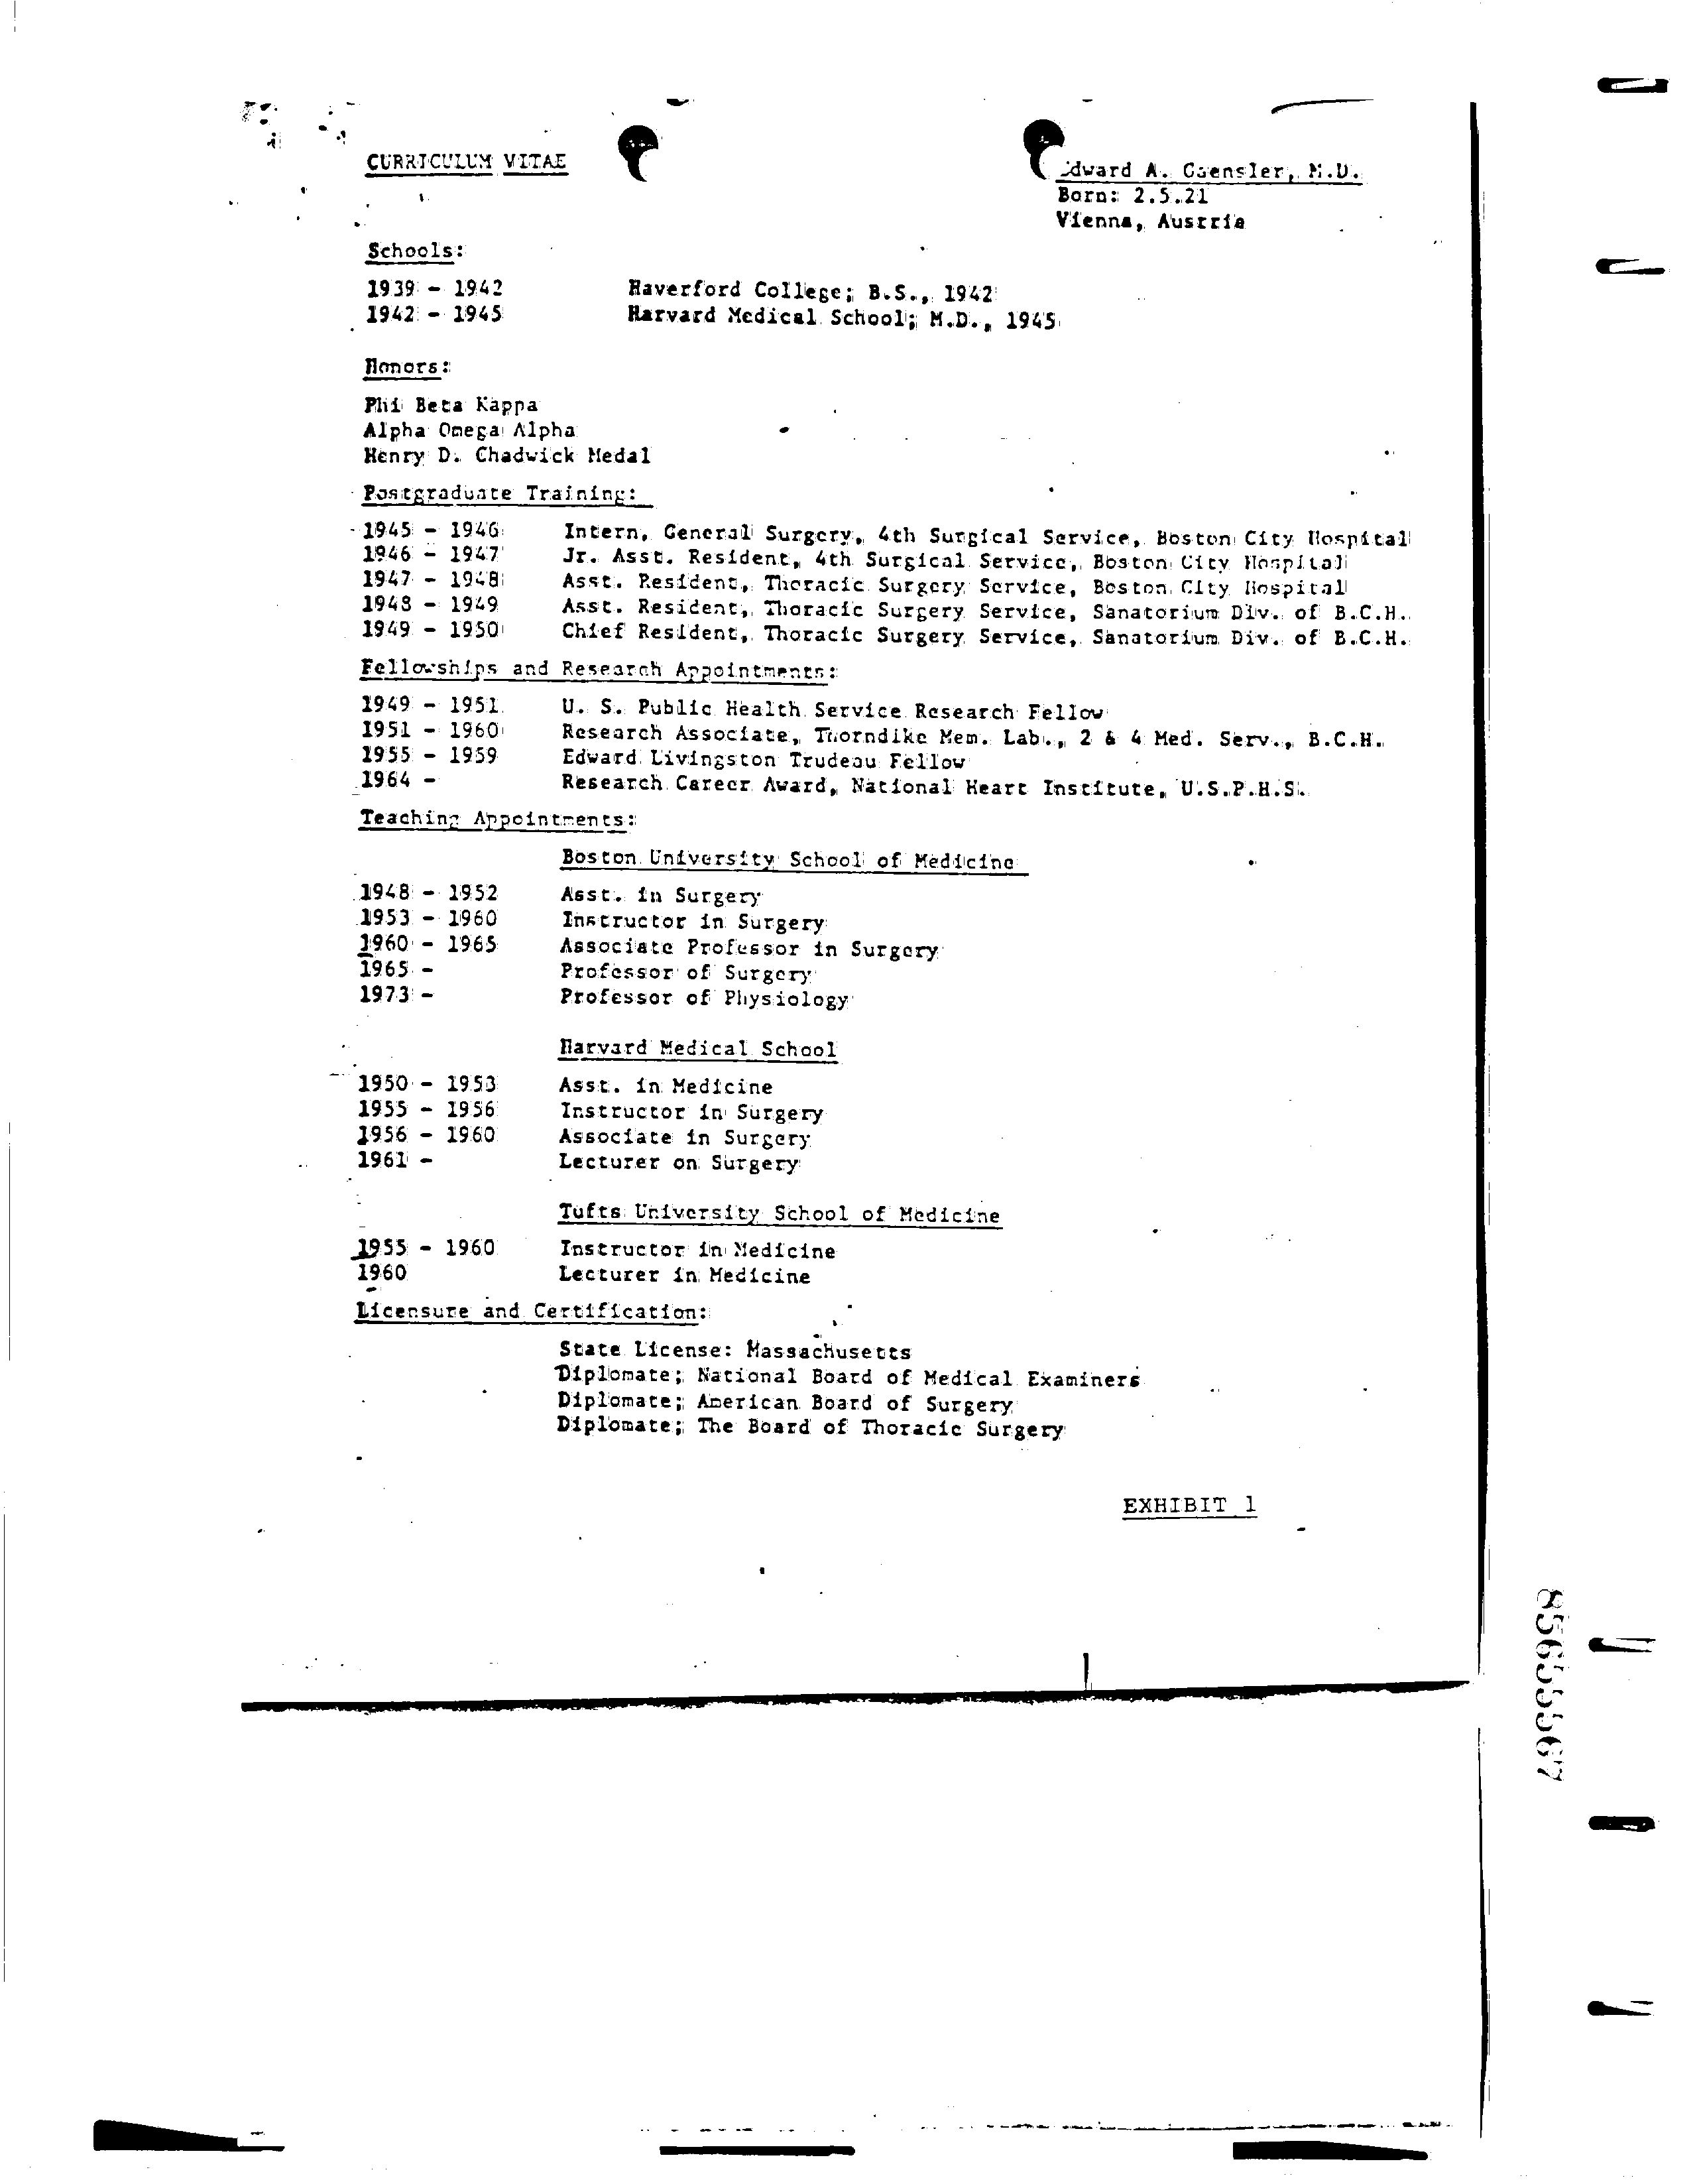 CURRICULUM VITAE
Edward A. Gaensler, M.D.
Born: 2.5.21
Vienna, Austria
Schools:
1939 - 1942 Haverford College; B.S., 1942
1942 - 1945 Harvard Medical School; M.D., 1945
Honors:
Phi Beta Kappa
Alpha Omega Alpha
Henry D. Chadwick Medal
Postgraduate Training:
1945 - 1946 Intern, General Surgery, 4th Surgical Service, Boston City Hospital
1946 - 1947 Jr. Asst. Resident, 4th Surgical Service, Boston City Hospital
1947 - 1948 Asst. Resident, Thoracic Surgery Service, Boston City Hospital
1948 - 1949 Asst. Resident, Thoracic Surgery Service, Sanatorium Div. of B.C.H.
1949 - 1950 Chief Resident, Thoracic Surgery Service, Sanatorium Div. of B.C.H.
Fellowships and Research Appointments:
1949 - 1951 U. S. Public Health Service Research Fellow
1951 - 1960 Research Associate, Thorndike Mem. Lab., 2 & 4 Med. Serv., B.C.H.
1955 - 1959 Edward Livingston Trudeau Fellow
1964 - Research Career Award, National Heart Institute, U.S.P.H.S.
Teaching Appointments:
Boston University School of Medicine
1948 - 1952 Asst. in Surgery
1953 - 1960 Instructor in Surgery
1960 - 1965 Associate Professor in Surgery
1965 - Professor of Surgery
1973 - Professor of Physiology
Harvard Medical School
1950 - 1953 Asst. in Medicine
1955 - 1956 Instructor in Surgery
1956 - 1960 Associate in Surgery
1961 - Lecturer on Surgery
Tufts University School of Medicine
1955 - 1960 Instructor in Medicine
1960 Lecturer in Medicine
Licensure and Certification:
State License: Massachusetts
Diplomate; National Board of Medical Examiners
Diplomate; American Board of Surgery
Diplomate; The Board of Thoracic Surgery
EXHIBIT 1
85655567